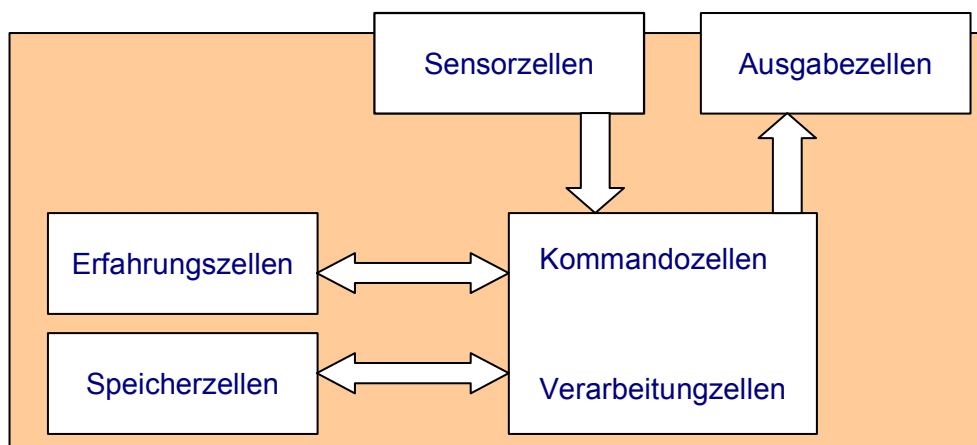 Sensorzellen
Ausgabezellen
Erfahrungszellen
Kommandozellen
Speicherzellen
Verarbeitungzellen